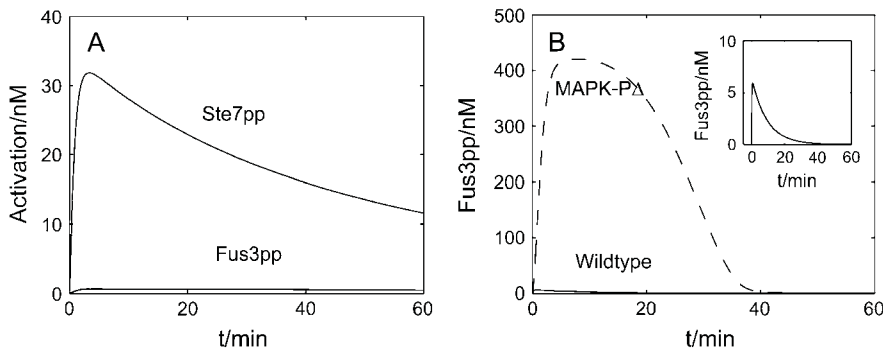 A
Activation/nM
40
30
20
10
0
Ste7pp
Fus3pp
0 20 40 60
t/min
B
Fus3pp/nM
500
400
300
200
100
0
MAPK-PΔ
Wildtype
0 20 40 60
t/min
Fus3pp/nM
10
5
0
0 20 40 60
t/min